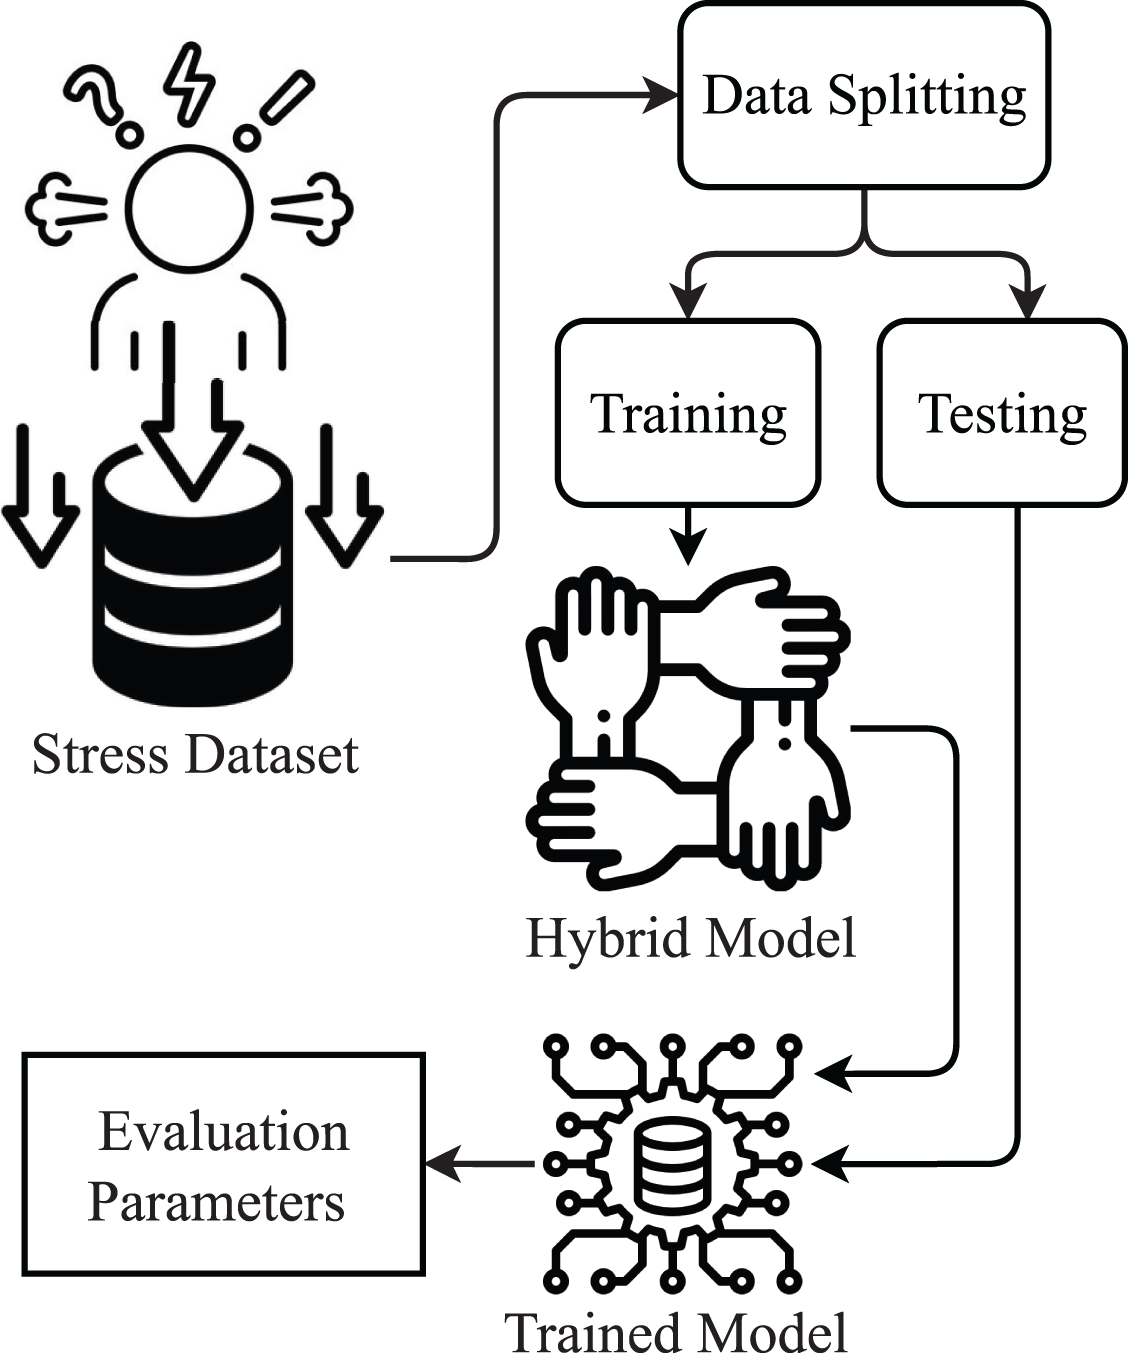 Data Splitting
Training
Testing
Stress Dataset
Hybrid Model
Evaluation
Parameters
Trained Model